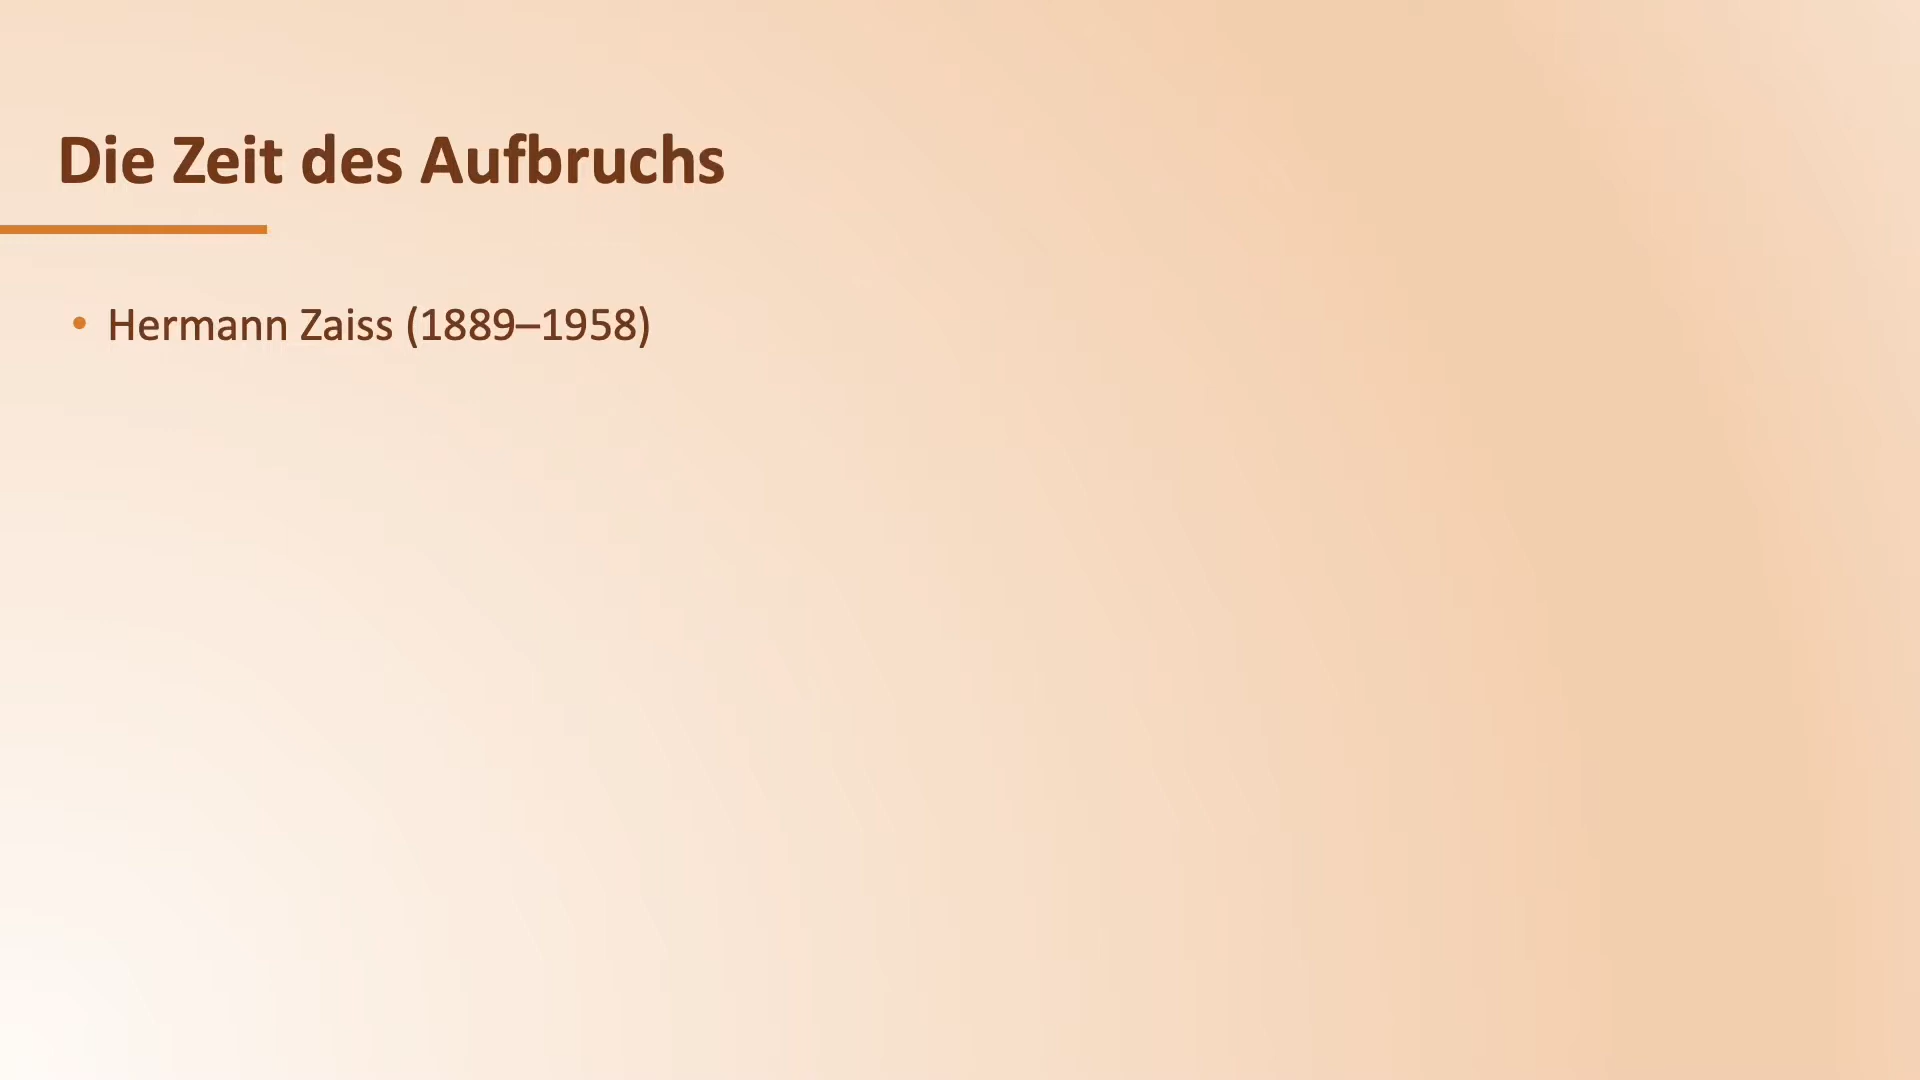 Die Zeit des Aufbruchs
• Hermann Zaiss (1889–1958)